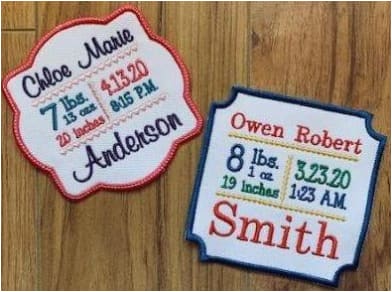 Chloe Marie
7 lbs. 4.13.20
13 oz 8:15 P.M.
20 inches
Anderson
Owen Robert
8 lbs. 3.23.20
1 oz 1:23 A.M.
19 inches
Smith